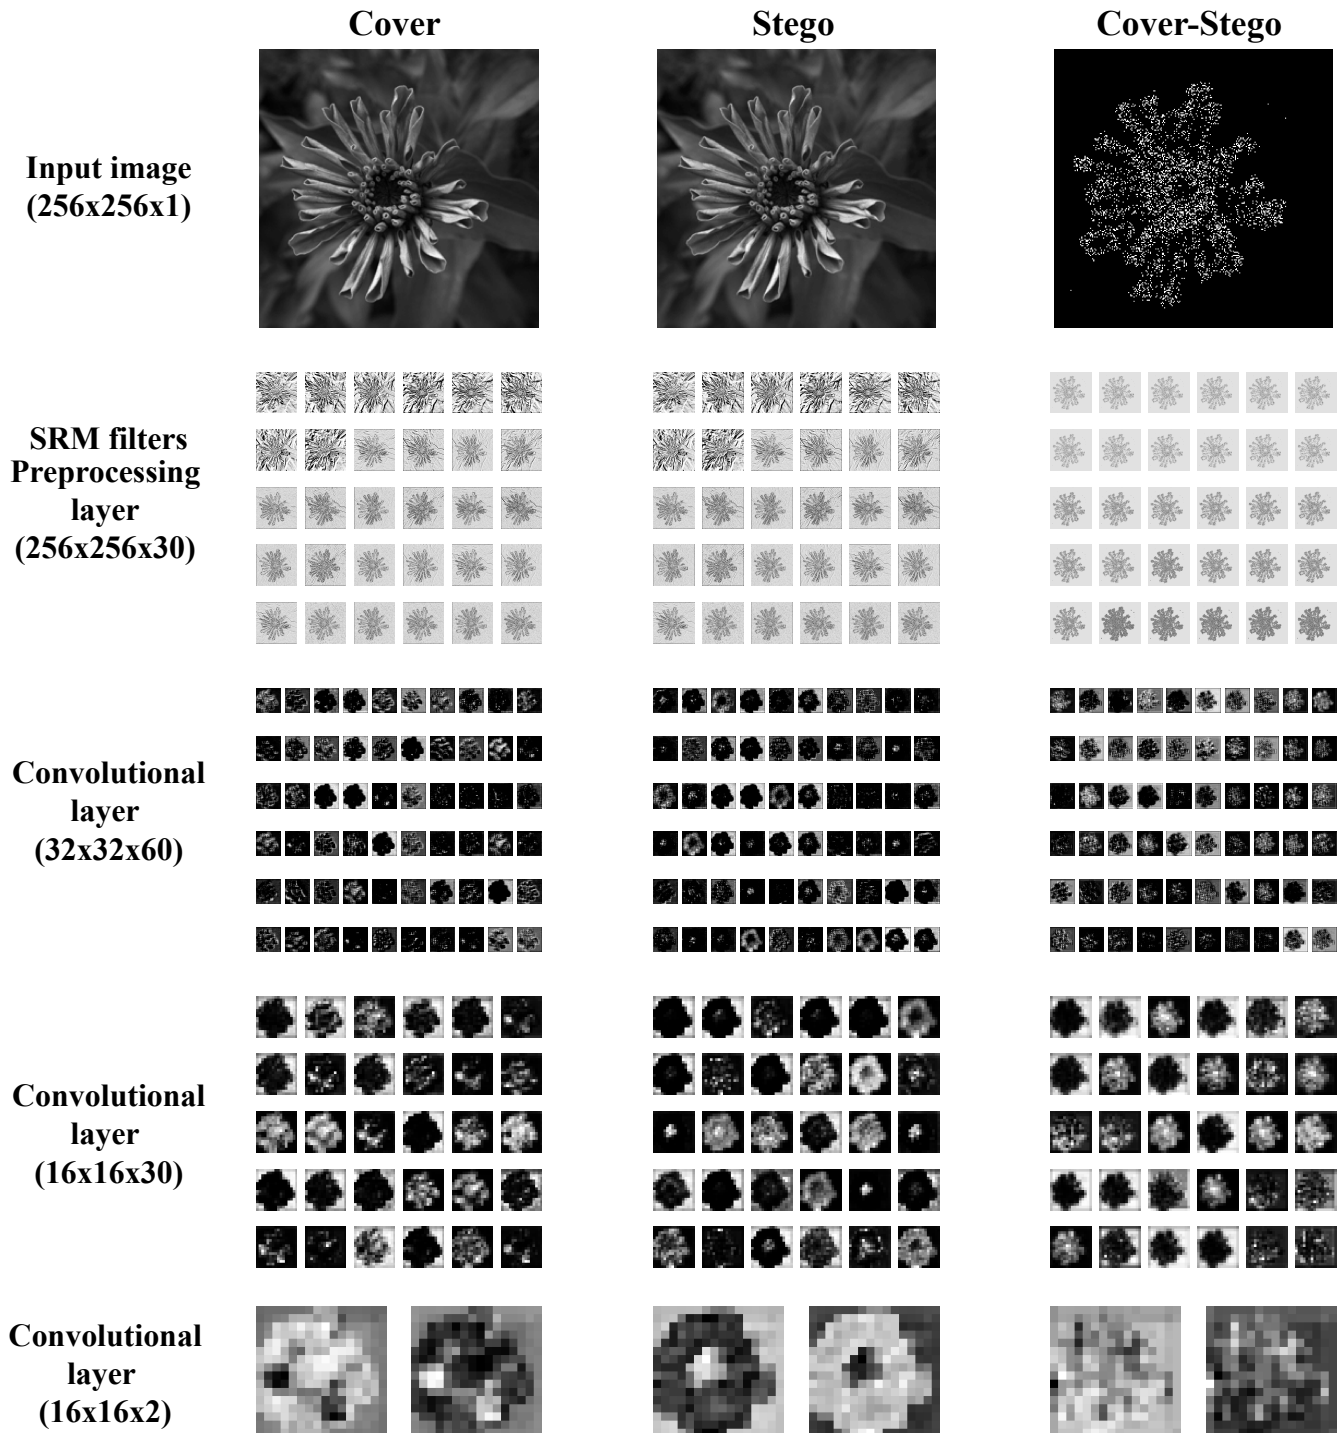 Cover
Stego
Cover-Stego
Input image
(256x256x1)
SRM filters
Preprocessing
layer
(256x256x30)
Convolutional
layer
(32x32x60)
Convolutional
layer
(16x16x30)
Convolutional
layer
(16x16x2)